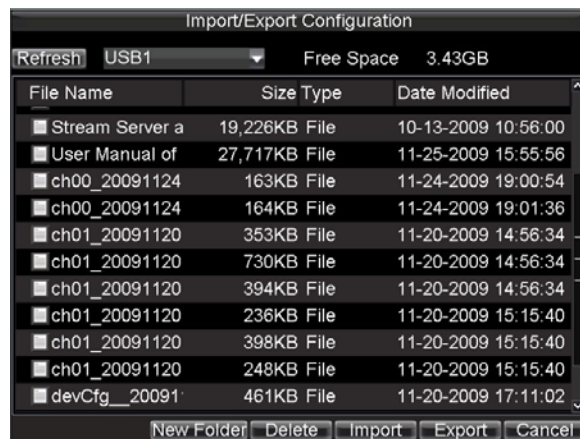 Import/Export Configuration
Refresh USB1 Free Space 3.43GB
File Name Size Type Date Modified
Stream Server a 19,226KB File 10-13-2009 10:56:00
User Manual of 27,717KB File 11-25-2009 15:55:56
ch00_20091124 163KB File 11-24-2009 19:00:54
ch00_20091124 164KB File 11-24-2009 19:01:36
ch01_20091120 353KB File 11-20-2009 14:56:34
ch01_20091120 730KB File 11-20-2009 14:56:34
ch01_20091120 394KB File 11-20-2009 14:56:34
ch01_20091120 236KB File 11-20-2009 15:15:40
ch01_20091120 398KB File 11-20-2009 15:15:40
ch01_20091120 248KB File 11-20-2009 15:15:40
devCfg__20091 461KB File 11-20-2009 17:11:02
New Folder Delete Import Export Cancel